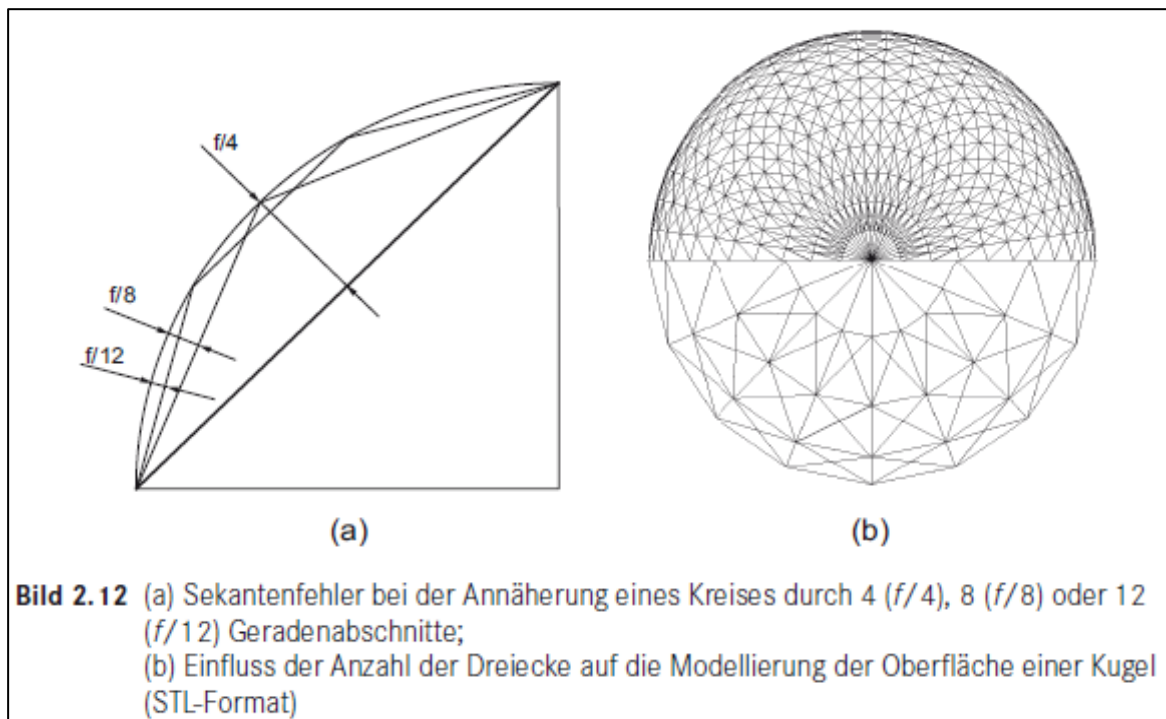 f/4
f/8
f/12
(a)
(b)
Bild 2.12 (a) Sekantenfehler bei der Annäherung eines Kreises durch 4 (f/4), 8 (f/8) oder 12
(f/12) Geradenabschnitte;
(b) Einfluss der Anzahl der Dreiecke auf die Modellierung der Oberfläche einer Kugel
(STL-Format)